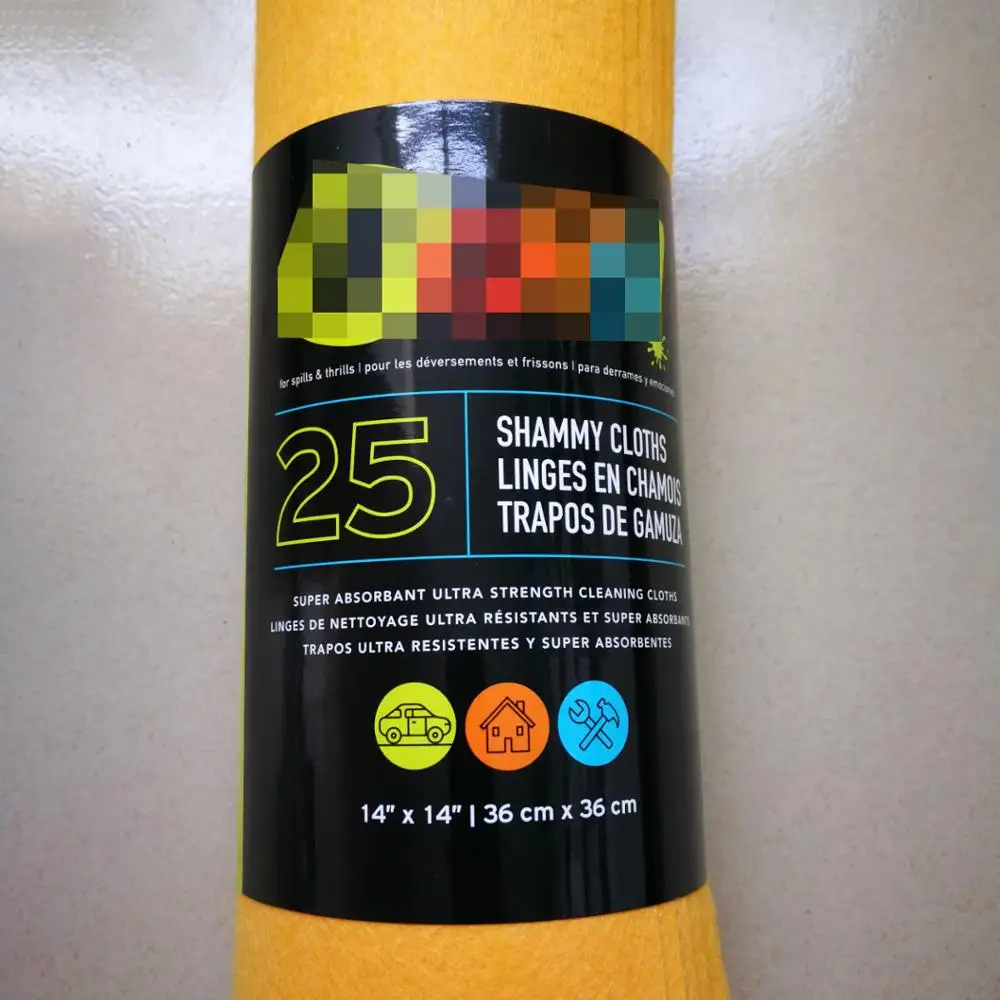 for spills & thrills | pour les déversements et frissons | para derrames y emociones
25
SHAMMY CLOTHS
LINGES EN CHAMOIS
TRAPOS DE GAMUZA
SUPER ABSORBANT ULTRA STRENGTH CLEANING CLOTHS
LINGES DE NETTOYAGE ULTRA RÉSISTANTS ET SUPER ABSORBANTS
TRAPOS ULTRA RESISTENTES Y SUPER ABSORBENTES
14" x 14" | 36 cm x 36 cm